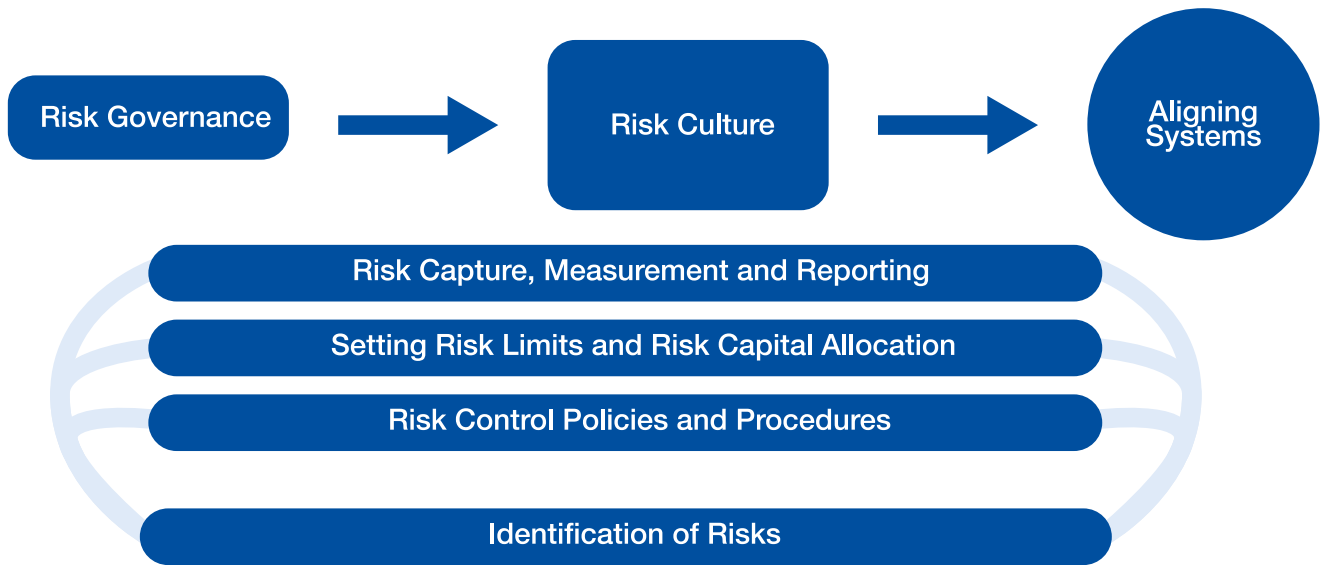 Risk Governance
Risk Culture
Aligning
Systems
Risk Capture, Measurement and Reporting
Setting Risk Limits and Risk Capital Allocation
Risk Control Policies and Procedures
Identification of Risks